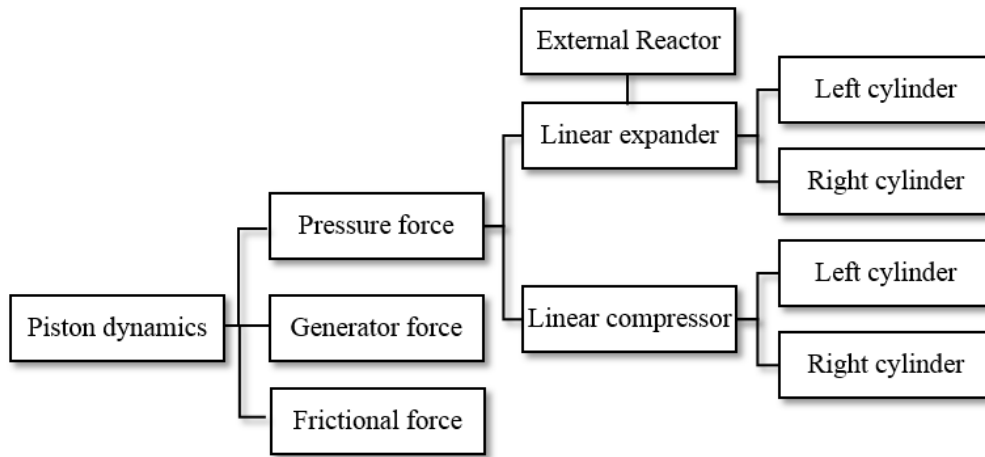 External Reactor
Left cylinder
Linear expander
Right cylinder
Pressure force
Left cylinder
Piston dynamics
Generator force
Linear compressor
Right cylinder
Frictional force